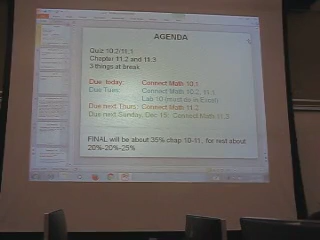 AGENDA
Quiz 10.2/11.1
Chapter 11.2 and 11.3
3 things at break
Due today: Connect Math 10.1
Due Tues: Connect Math 10.2, 11.1
Lab 10 (must be in Excel)
Due next Thurs: Connect Math 11.2
Due next Sunday, Dec. 15: Connect Math 11.3
FINAL will be about 35% chap 10-11, for rest about
20%-20%-25%